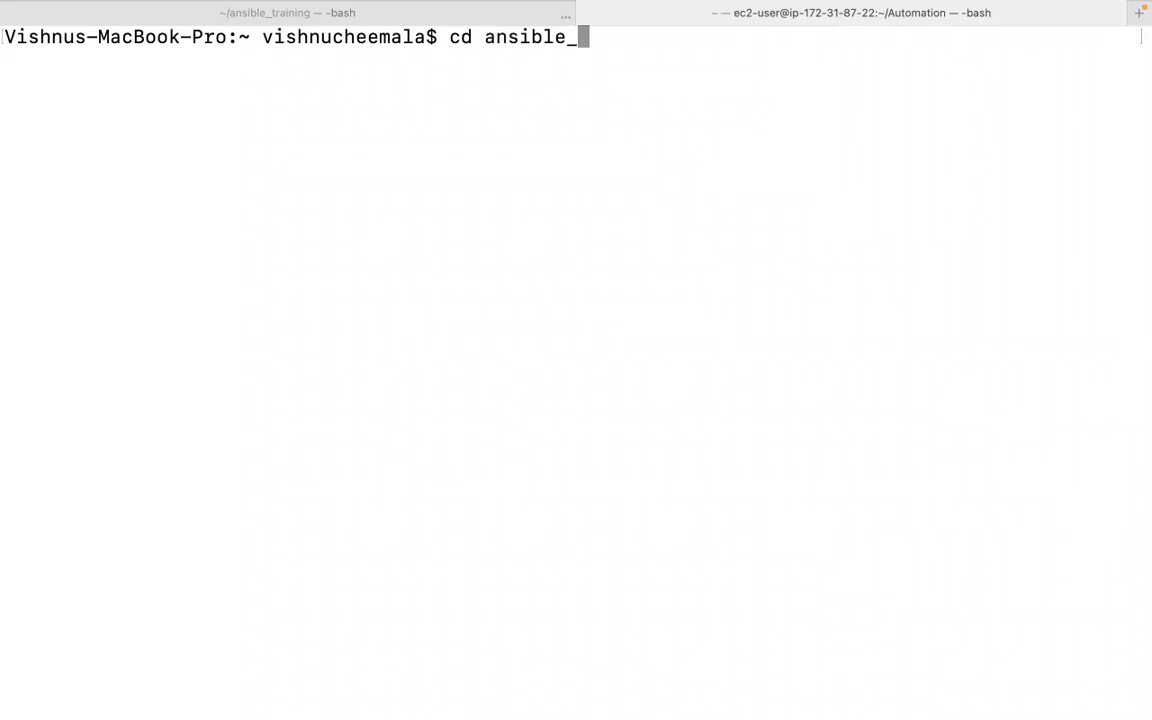 ~/ansible_training — -bash
...
~ — ec2-user@ip-172-31-87-22:~/Automation — -bash
+
Vishnus-MacBook-Pro:~ vishnucheemala$ cd ansible_